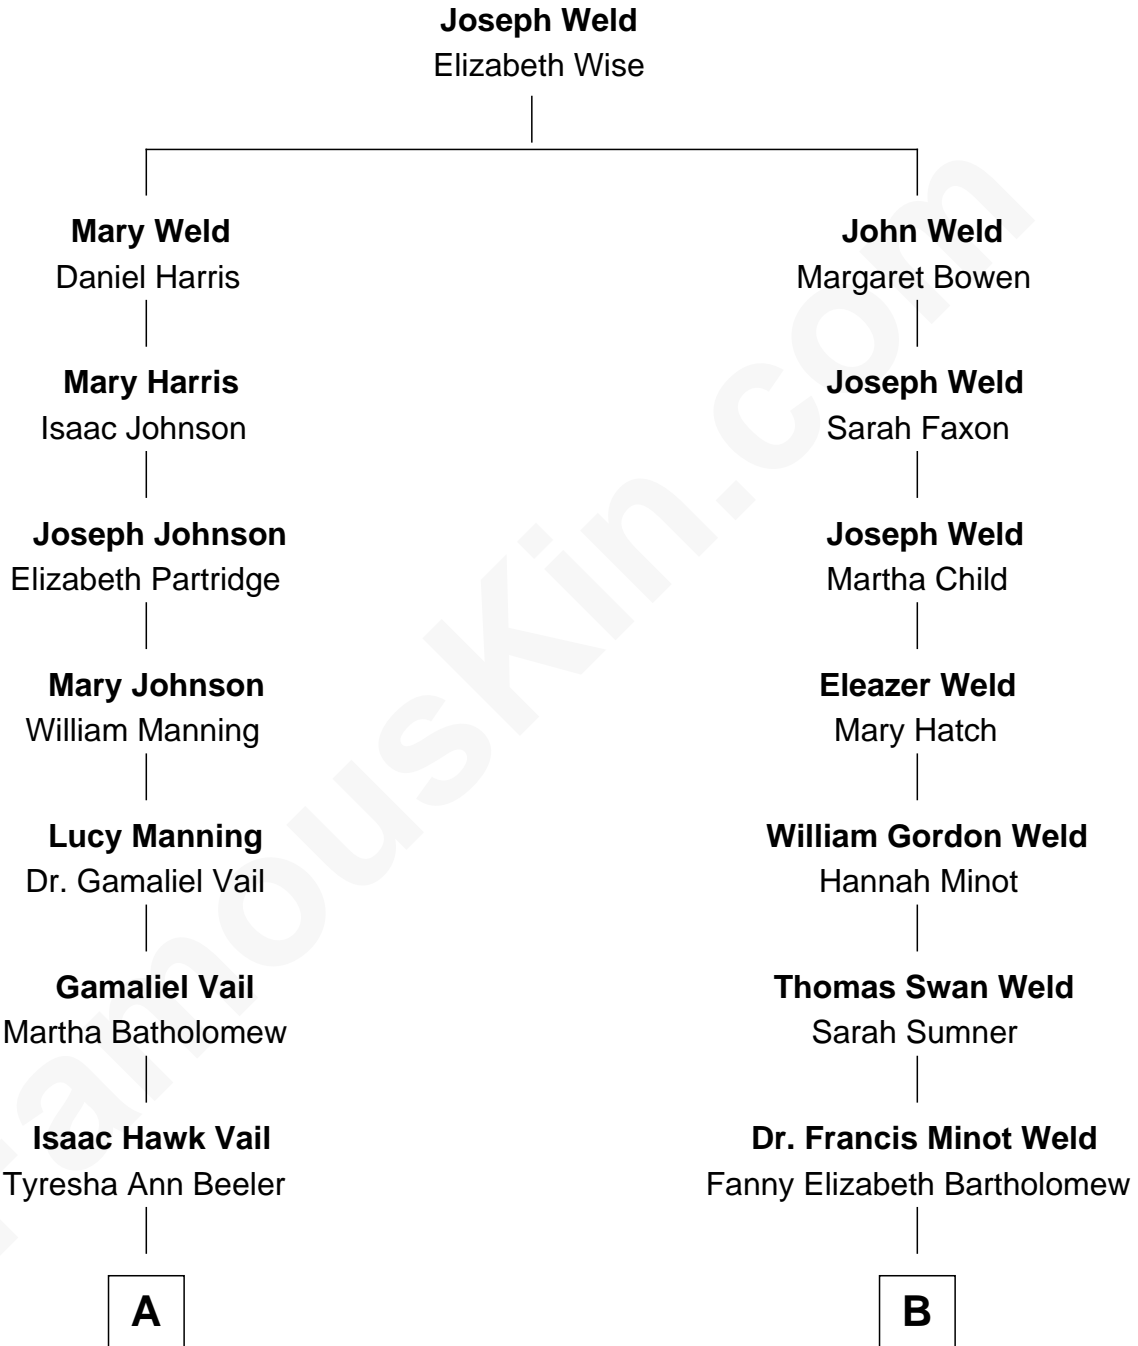 Joseph Weld
Elizabeth Wise
Mary Weld
Daniel Harris
John Weld
Margaret Bowen
Mary Harris
Isaac Johnson
Joseph Weld
Sarah Faxon
Joseph Johnson
Elizabeth Partridge
Joseph Weld
Martha Child
Mary Johnson
William Manning
Eleazer Weld
Mary Hatch
Lucy Manning
Dr. Gamaliel Vail
William Gordon Weld
Hannah Minot
Gamaliel Vail
Martha Batholomew
Thomas Swan Weld
Sarah Sumner
Isaac Hawk Vail
Tyresha Ann Beeler
Dr. Francis Minot Weld
Fanny Elizabeth Bartholomew
A
B
FamousKin.com